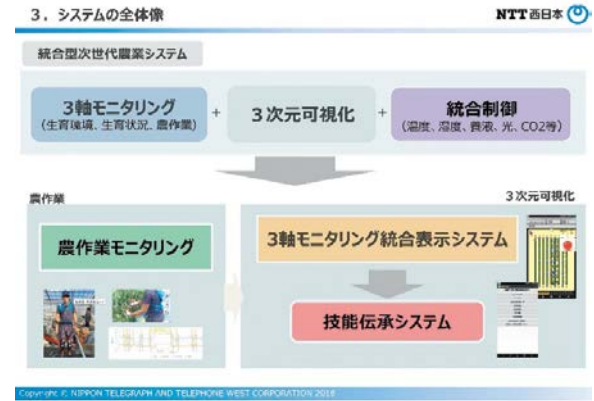 3．システムの全体像
NTT西日本
統合型次世代農業システム
3軸モニタリング
（生育環境、生育状況、農作業）
+
3次元可視化
+
統合制御
（温度、湿度、養液、光、CO2等）
農作業
農作業モニタリング
3次元可視化
3軸モニタリング統合表示システム
技能伝承システム
Copyright © NIPPON TELEGRAPH AND TELEPHONE WEST CORPORATION 2016